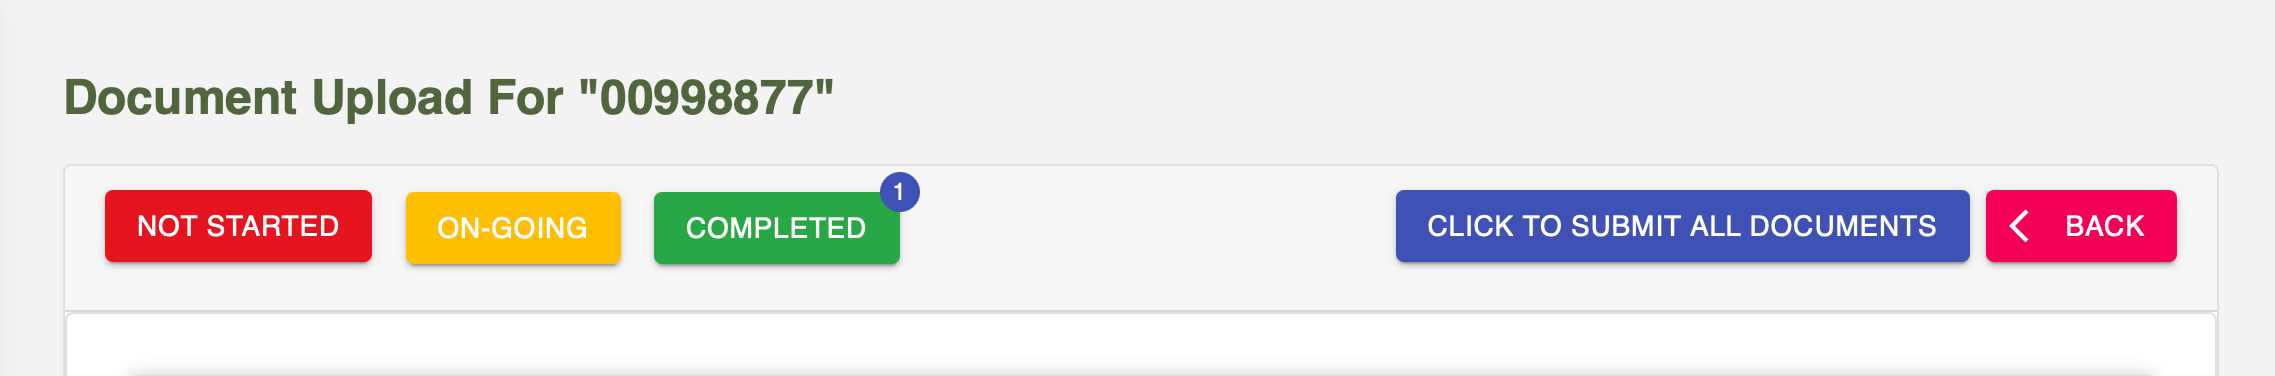 Document Upload For "00998877"
NOT STARTED
ON-GOING
COMPLETED
1
CLICK TO SUBMIT ALL DOCUMENTS
BACK